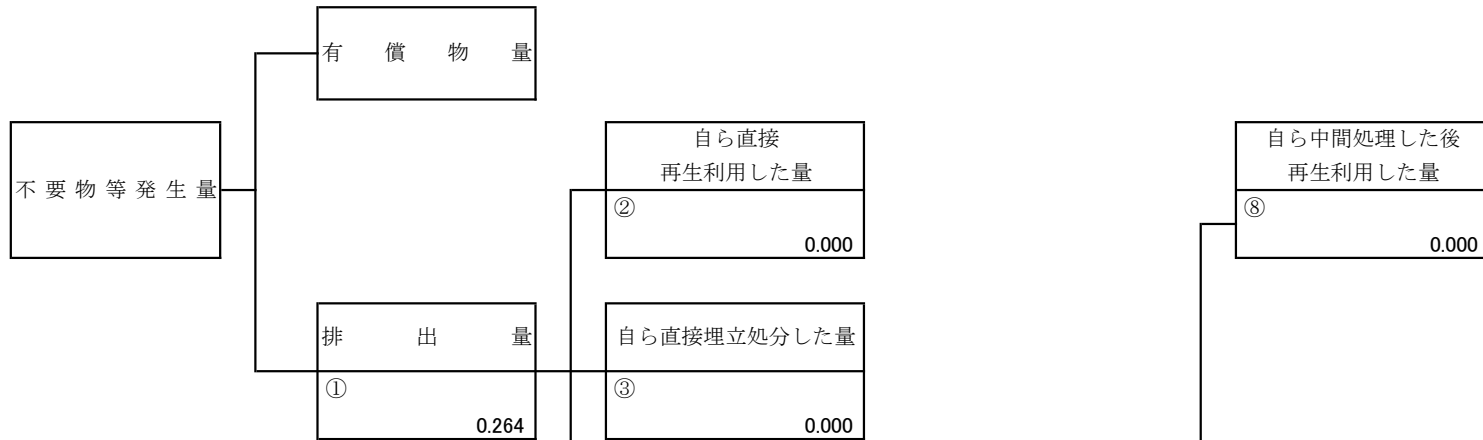 有償物量
不要物等発生量
自ら直接
再生利用した量
②
0.000
自ら中間処理した後
再生利用した量
⑧
0.000
排出量
①
0.264
自ら直接埋立処分した量
③
0.000